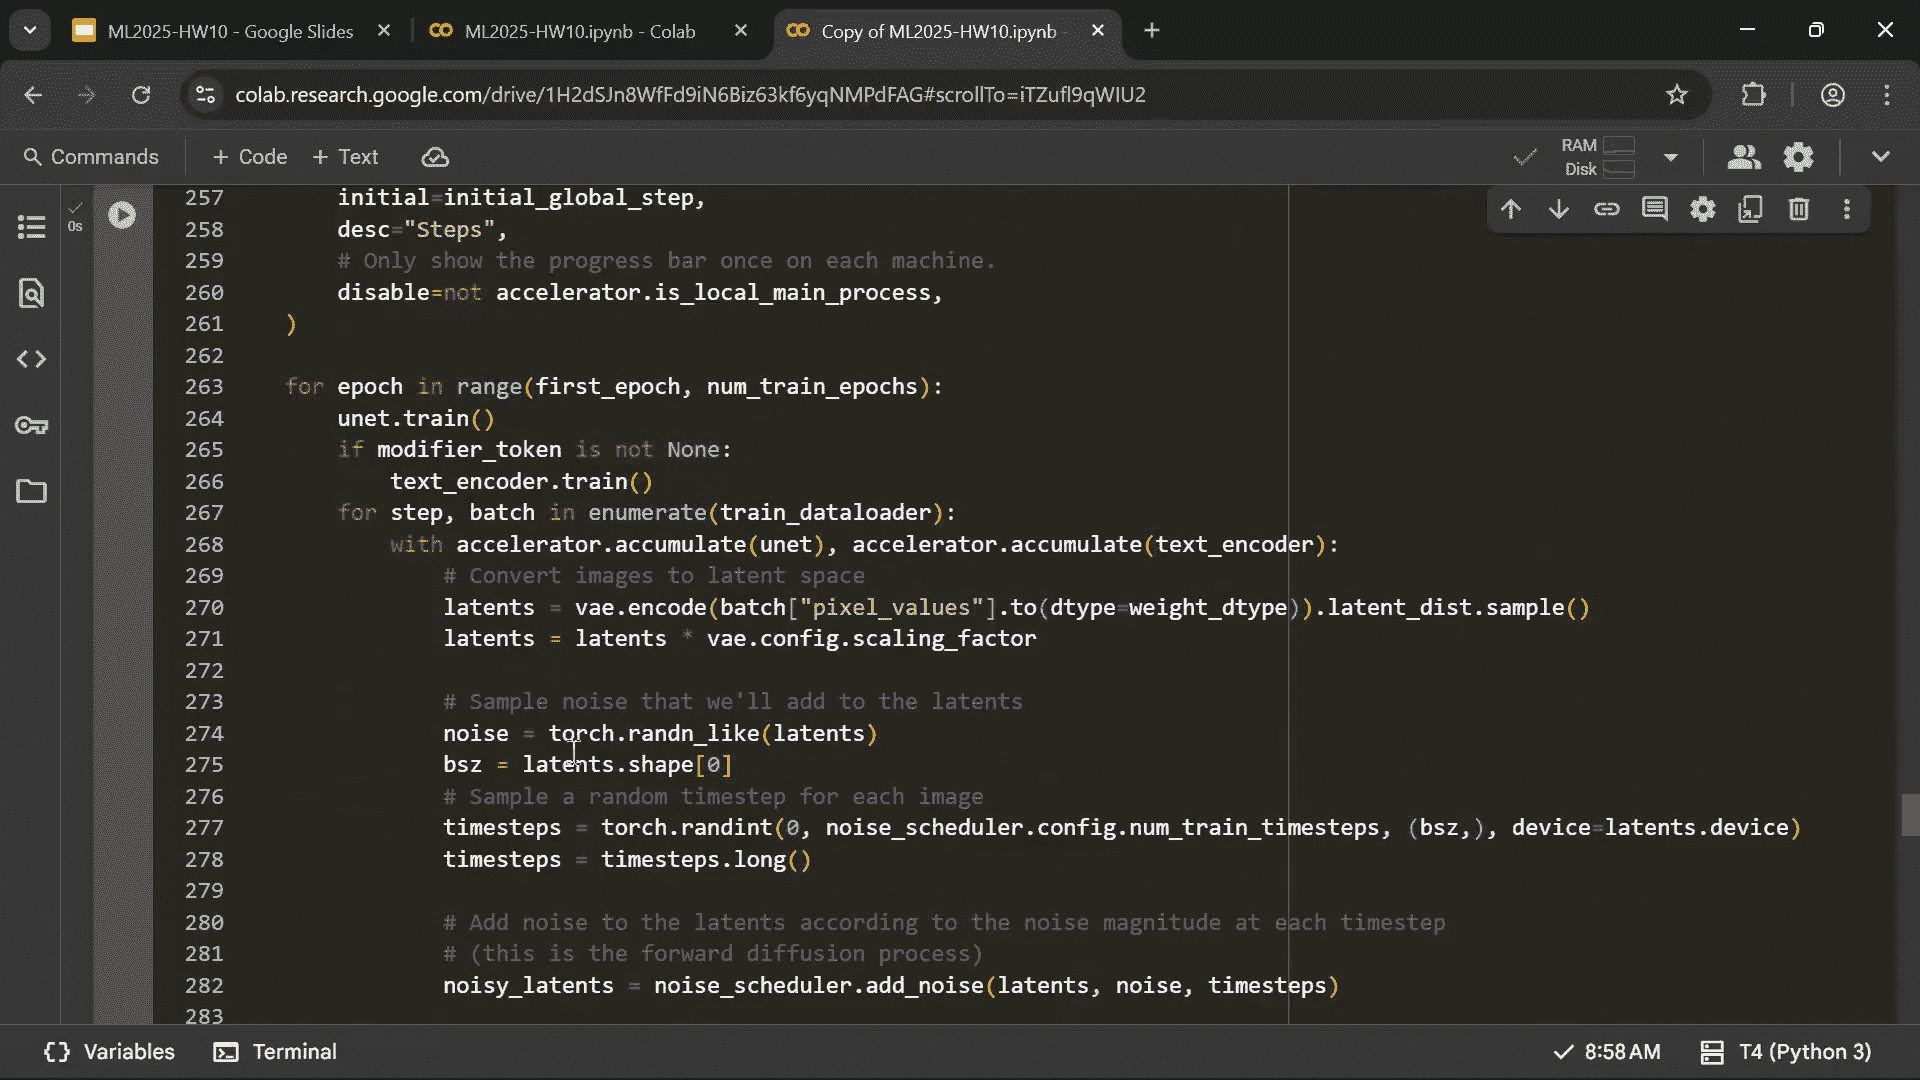 ML2025-HW10 - Google Slides
ML2025-HW10.ipynb - Colab
Copy of ML2025-HW10.ipynb
colab.research.google.com/drive/1H2dSJn8WfFd9iN6Biz63kf6yqNMPdFAG#scrollTo=iTZufl9qWIU2
Commands
+ Code
+ Text
RAM
Disk
0s
257 initial=initial_global_step,
258 desc="Steps",
259 # Only show the progress bar once on each machine.
260 disable=not accelerator.is_local_main_process,
261 )
262
263 for epoch in range(first_epoch, num_train_epochs):
264 unet.train()
265 if modifier_token is not None:
266 text_encoder.train()
267 for step, batch in enumerate(train_dataloader):
268 with accelerator.accumulate(unet), accelerator.accumulate(text_encoder):
269 # Convert images to latent space
270 latents = vae.encode(batch["pixel_values"].to(dtype=weight_dtype)).latent_dist.sample()
271 latents = latents * vae.config.scaling_factor
272
273 # Sample noise that we'll add to the latents
274 noise = torch.randn_like(latents)
275 bsz = latents.shape[0]
276 # Sample a random timestep for each image
277 timesteps = torch.randint(0, noise_scheduler.config.num_train_timesteps, (bsz,), device=latents.device)
278 timesteps = timesteps.long()
279
280 # Add noise to the latents according to the noise magnitude at each timestep
281 # (this is the forward diffusion process)
282 noisy_latents = noise_scheduler.add_noise(latents, noise, timesteps)
283
Variables
Terminal
8:58 AM
T4 (Python 3)